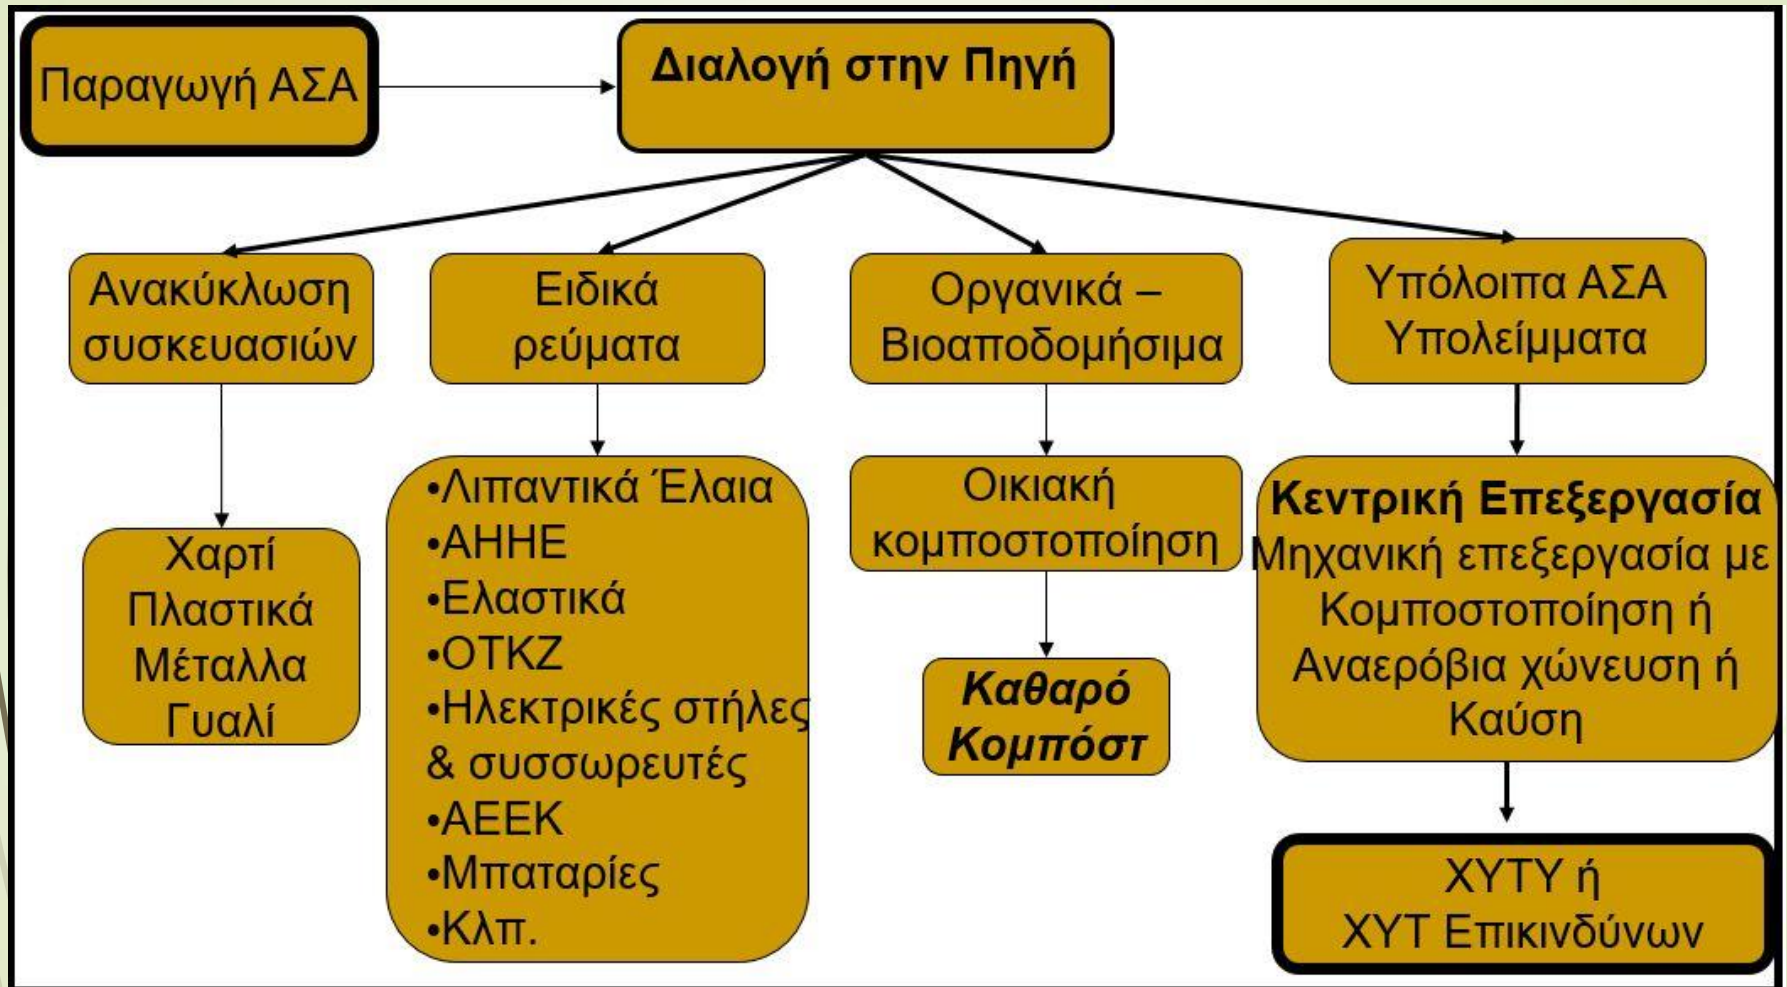 Παραγωγή ΑΣΑ
Διαλογή στην Πηγή
Ανακύκλωση
συσκευασιών
Ειδικά
ρεύματα
Οργανικά –
Βιοαποδομήσιμα
Υπόλοιπα ΑΣΑ
Υπολείμματα
Χαρτί
Πλαστικά
Μέταλλα
Γυαλί
•Λιπαντικά Έλαια
•ΑΗΗΕ
•Ελαστικά
•ΟΤΚΖ
•Ηλεκτρικές στήλες
& συσσωρευτές
•ΑΕΕΚ
•Μπαταρίες
•Κλπ.
Οικιακή
κομποστοποίηση
Καθαρό
Κομπόστ
Κεντρική Επεξεργασία
Μηχανική επεξεργασία με
Κομποστοποίηση ή
Αναερόβια χώνευση ή
Καύση
ΧΥΤΥ ή
ΧΥΤ Επικινδύνων